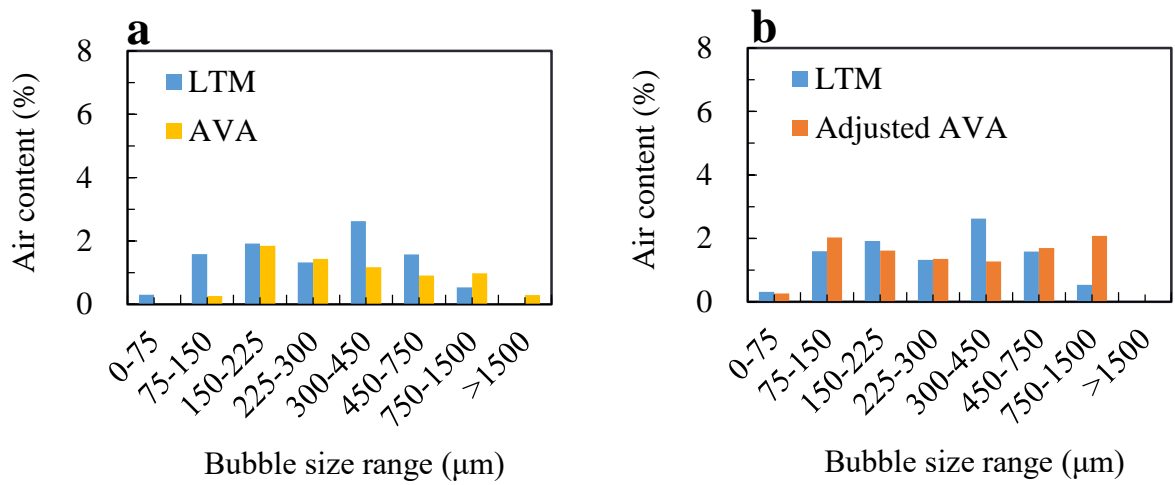 a
8
6
4
2
0
Air content (%)
LTM
AVA
0-75
75-150
150-225
225-300
300-450
450-750
750-1500
>1500
Bubble size range (μm)
b
8
6
4
2
0
Air content (%)
LTM
Adjusted AVA
0-75
75-150
150-225
225-300
300-450
450-750
750-1500
>1500
Bubble size range (μm)